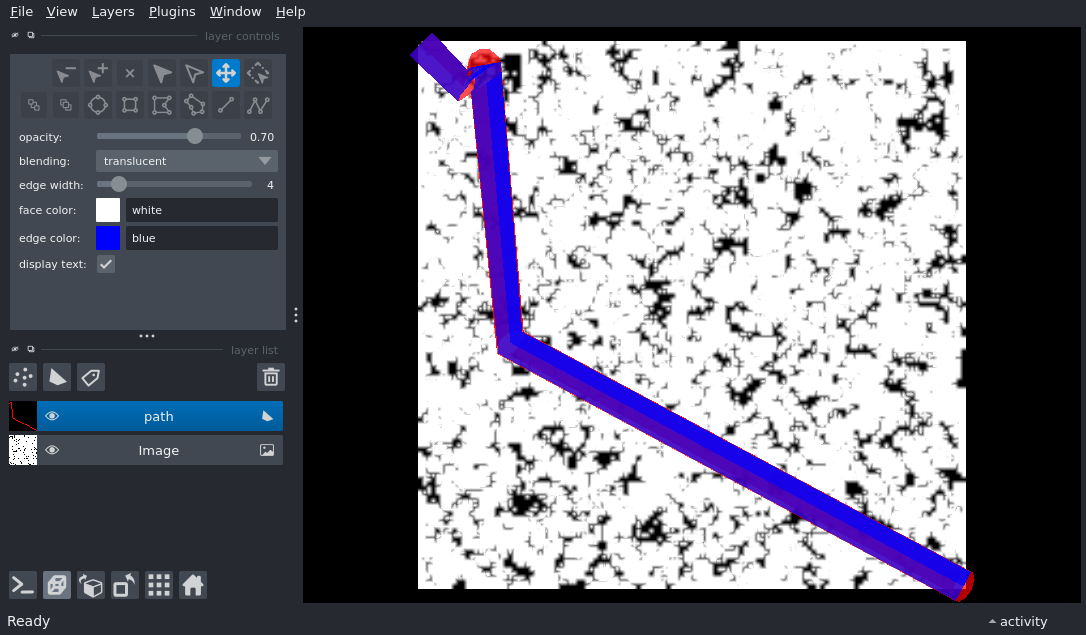 File View Layers Plugins Window Help
layer controls
opacity: 0.70
blending: translucent
edge width: 4
face color: white
edge color: blue
display text:
layer list
path
Image
Ready
activity